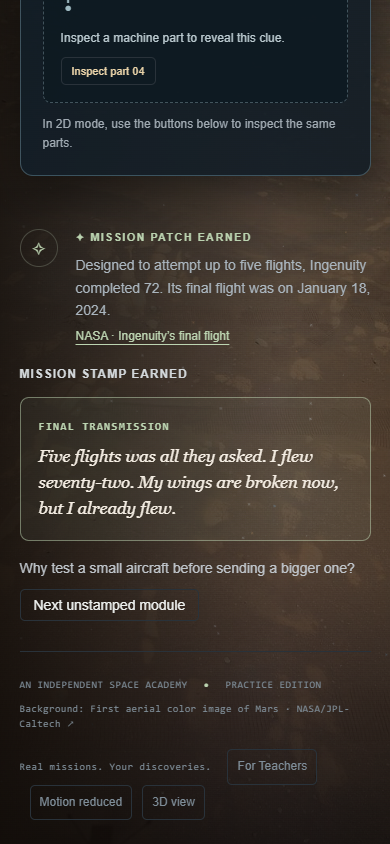 Inspect a machine part to reveal this clue.
Inspect part 04
In 2D mode, use the buttons below to inspect the same
parts.
✦ MISSION PATCH EARNED
Designed to attempt up to five flights, Ingenuity
completed 72. Its final flight was on January 18,
2024.
NASA · Ingenuity's final flight
MISSION STAMP EARNED
FINAL TRANSMISSION
Five flights was all they asked. I flew
seventy-two. My wings are broken now,
but I already flew.
Why test a small aircraft before sending a bigger one?
Next unstamped module
AN INDEPENDENT SPACE ACADEMY • PRACTICE EDITION
Background: First aerial color image of Mars · NASA/JPL-
Caltech ↗
Real missions. Your discoveries. For Teachers
Motion reduced 3D view